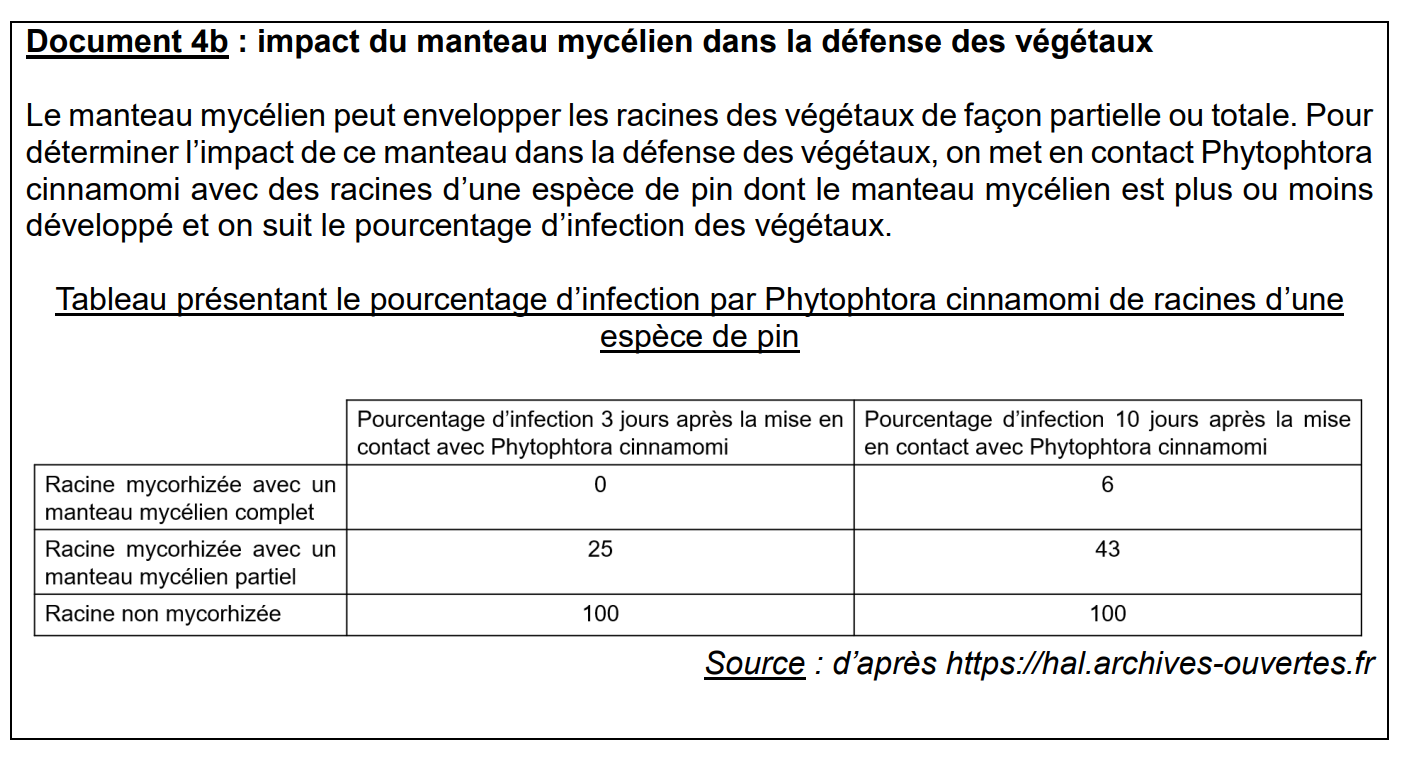 Document 4b : impact du manteau mycélien dans la défense des végétaux
Le manteau mycélien peut envelopper les racines des végétaux de façon partielle ou totale. Pour
déterminer l’impact de ce manteau dans la défense des végétaux, on met en contact Phytophtora
cinnamomi avec des racines d’une espèce de pin dont le manteau mycélien est plus ou moins
développé et on suit le pourcentage d’infection des végétaux.
Tableau présentant le pourcentage d’infection par Phytophtora cinnamomi de racines d’une
espèce de pin
Pourcentage d’infection 3 jours après la mise en
contact avec Phytophtora cinnamomi
Pourcentage d’infection 10 jours après la mise
en contact avec Phytophtora cinnamomi
Racine mycorhizée avec un
manteau mycélien complet
0
6
Racine mycorhizée avec un
manteau mycélien partiel
25
43
Racine non mycorhizée
100
100
Source : d’après https://hal.archives-ouvertes.fr